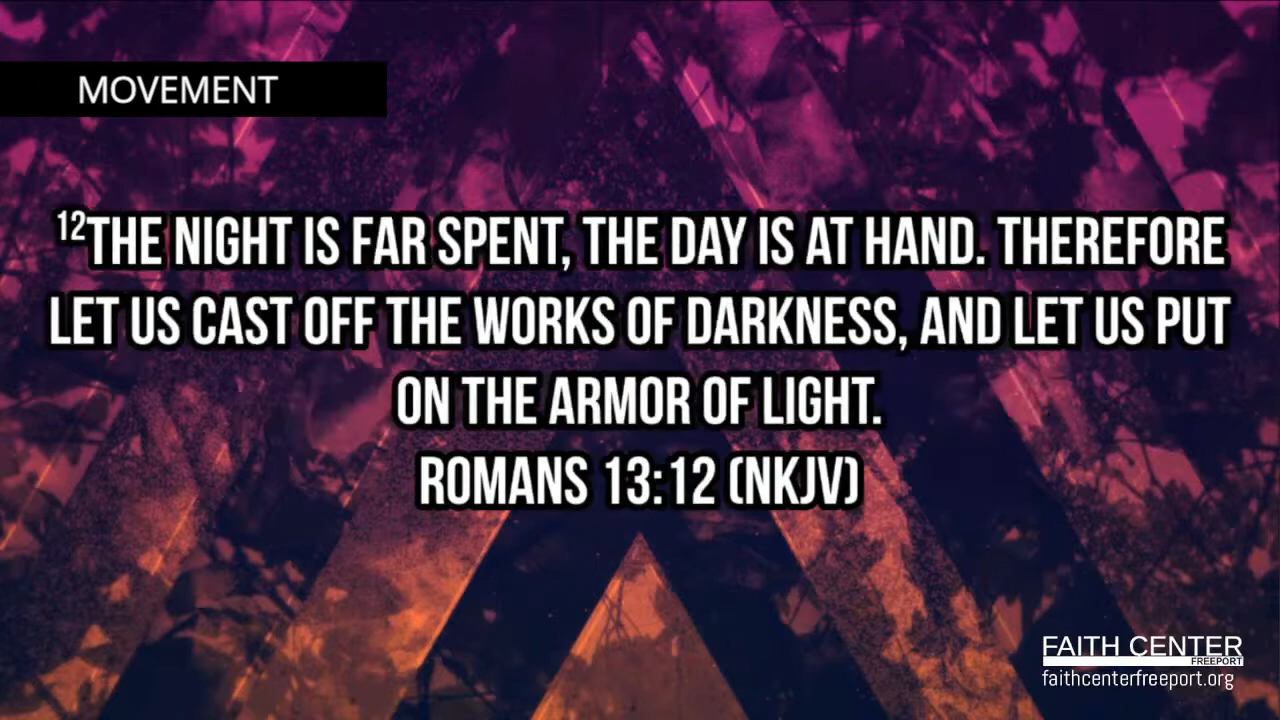 MOVEMENT
12THE NIGHT IS FAR SPENT, THE DAY IS AT HAND. THEREFORE
LET US CAST OFF THE WORKS OF DARKNESS, AND LET US PUT
ON THE ARMOR OF LIGHT.
ROMANS 13:12 (NKJV)
FAITH CENTER
FREEPORT
faithcenterfreeport.org